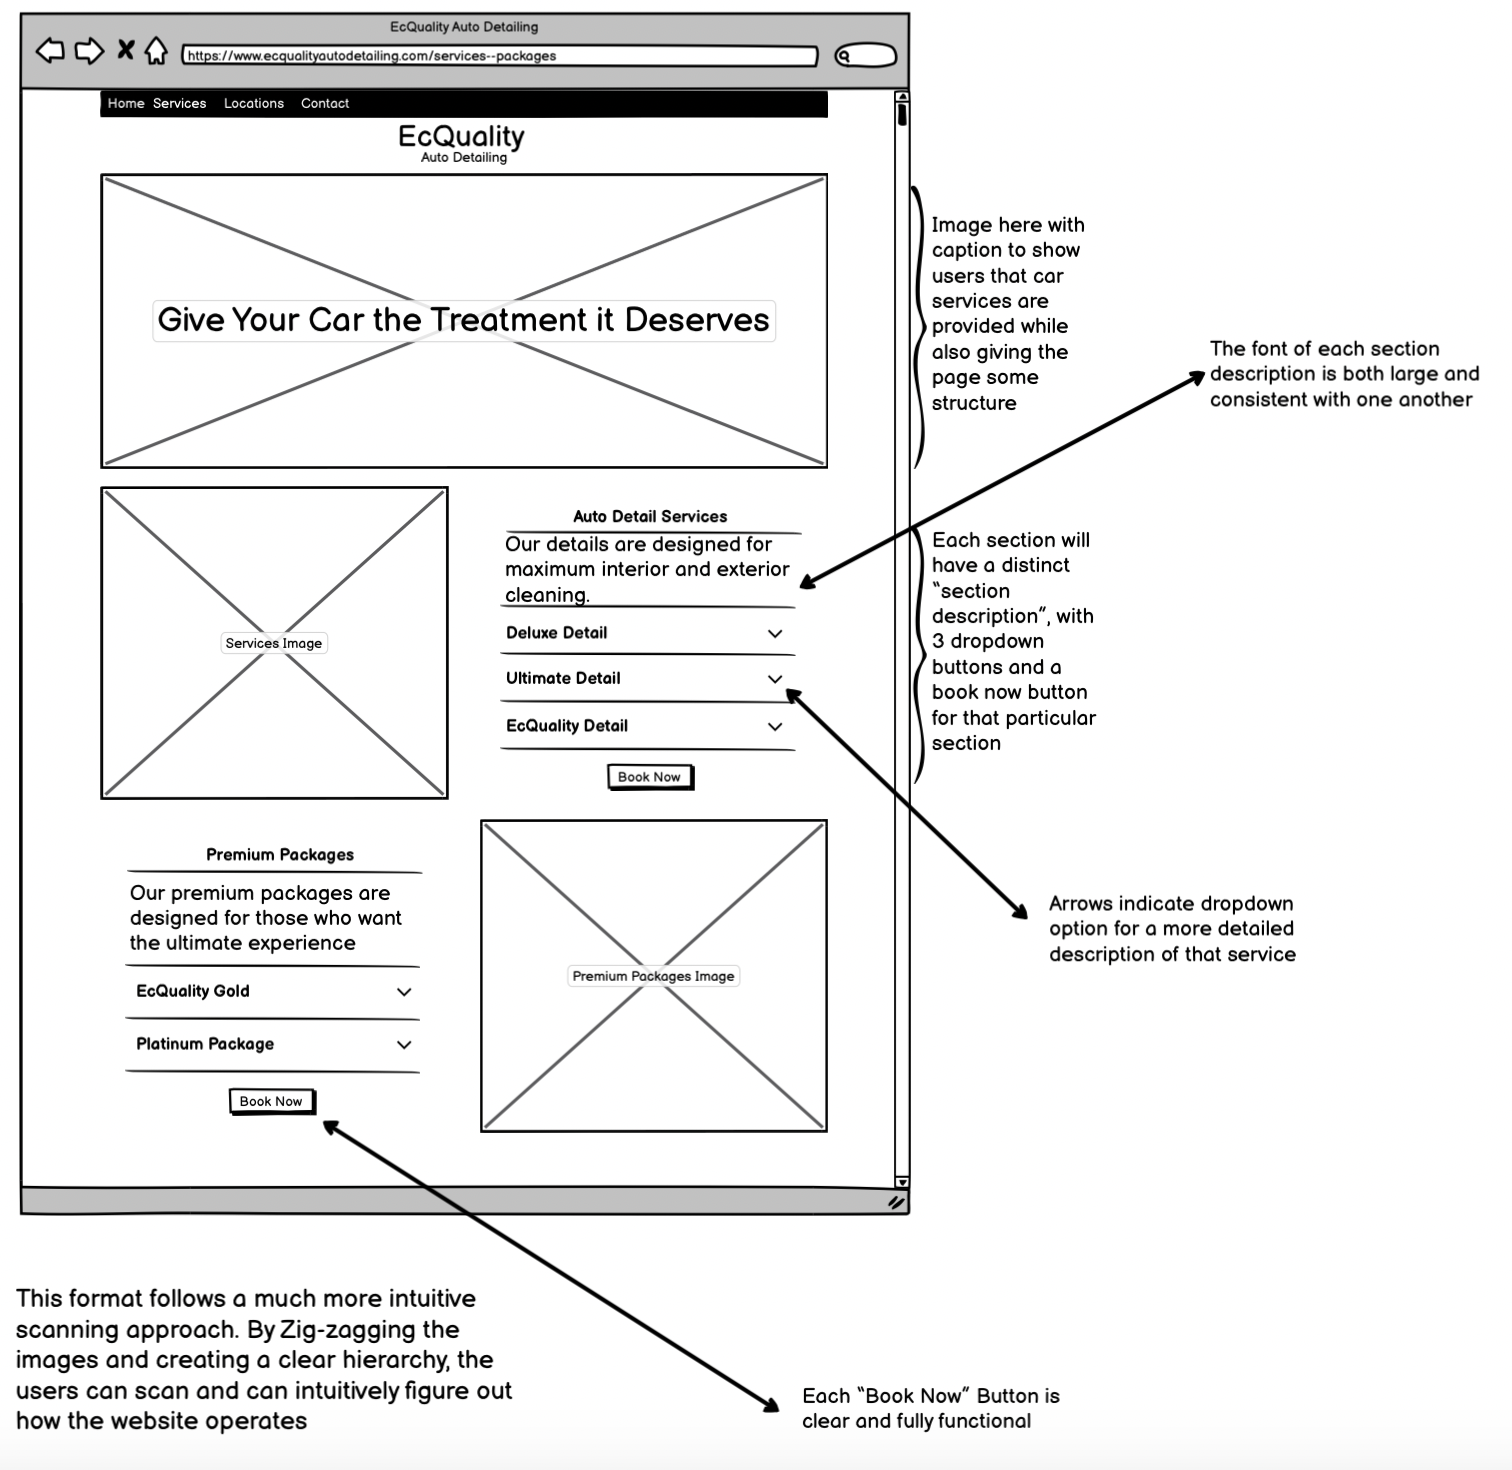 EcQuality Auto Detailing
https://www.ecqualityautodetailing.com/services--packages
Home Services Locations Contact
EcQuality
Auto Detailing
Give Your Car the Treatment it Deserves
Image here with
caption to show
users that car
services are
provided while
also giving the
page some
structure
The font of each section
description is both large and
consistent with one another
Services Image
Auto Detail Services
Our details are designed for
maximum interior and exterior
cleaning.
Deluxe Detail
Ultimate Detail
EcQuality Detail
Book Now
Each section will
have a distinct
“section
description”, with
3 dropdown
buttons and a
book now button
for that particular
section
Premium Packages
Our premium packages are
designed for those who want
the ultimate experience
EcQuality Gold
Platinum Package
Book Now
Premium Packages Image
Arrows indicate dropdown
option for a more detailed
description of that service
This format follows a much more intuitive
scanning approach. By Zig-zagging the
images and creating a clear hierarchy, the
users can scan and can intuitively figure out
how the website operates
Each “Book Now” Button is
clear and fully functional